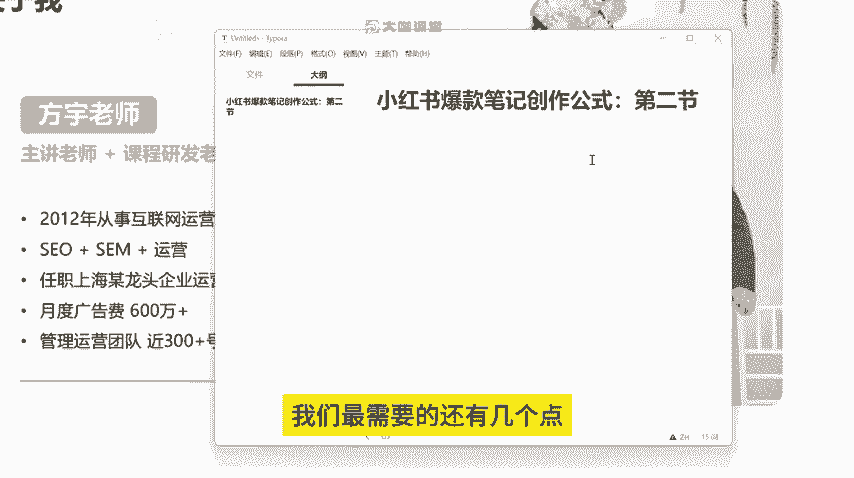 关于我
大咖课堂
Untitled - Typora
文件(F) 编辑(E) 段落(P) 格式(O) 视图(V) 主题(T) 帮助(H)
文件 大纲
小红书爆款笔记创作公式：第二
节
小红书爆款笔记创作公式：第二节
方宇老师
主讲老师 + 课程研发老
2012年从事互联网运营
SEO + SEM + 运营
任职上海某龙头企业运营
月度广告费 600万+
管理运营团队 近300+号
我们最需要的还有几个点